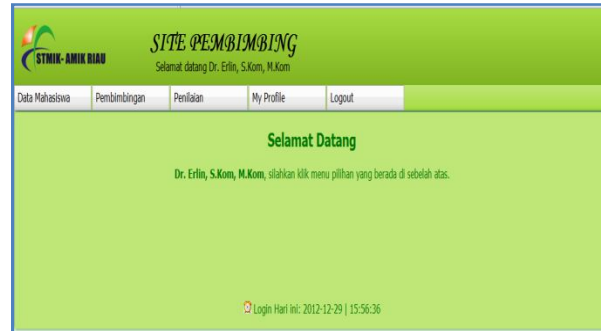 STMIK- AMIK RIAU
SITE PEMBIMBING
Selamat datang Dr. Erlin, S.Kom, M.Kom
Data Mahasiswa Pembimbingan Penilaian My Profile Logout
Selamat Datang
Dr. Erlin, S.Kom, M.Kom, silahkan klik menu pilihan yang berada di sebelah atas.
Login Hari ini: 2012-12-29 | 15:56:36